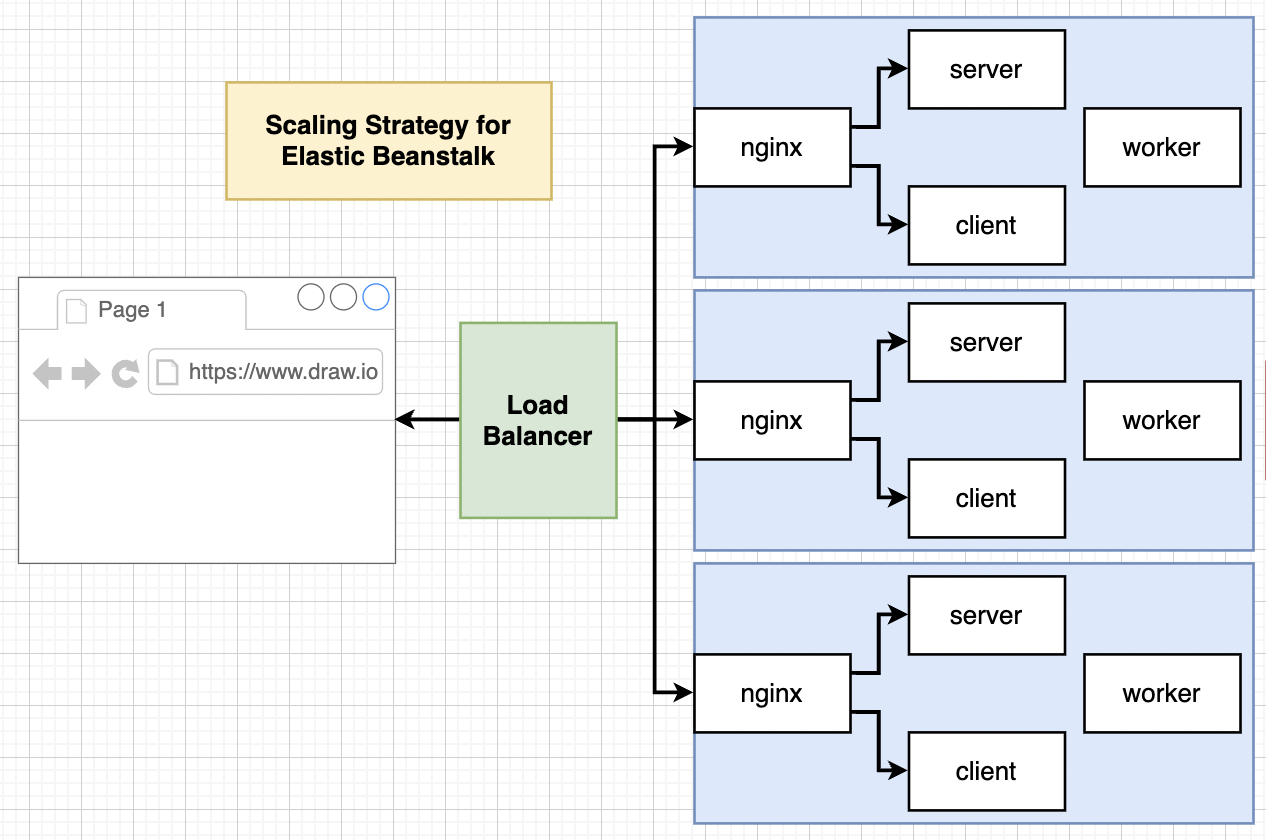 Scaling Strategy for
Elastic Beanstalk
Page 1
https://www.draw.io
Load
Balancer
server
nginx
worker
client
server
nginx
worker
client
server
nginx
worker
client